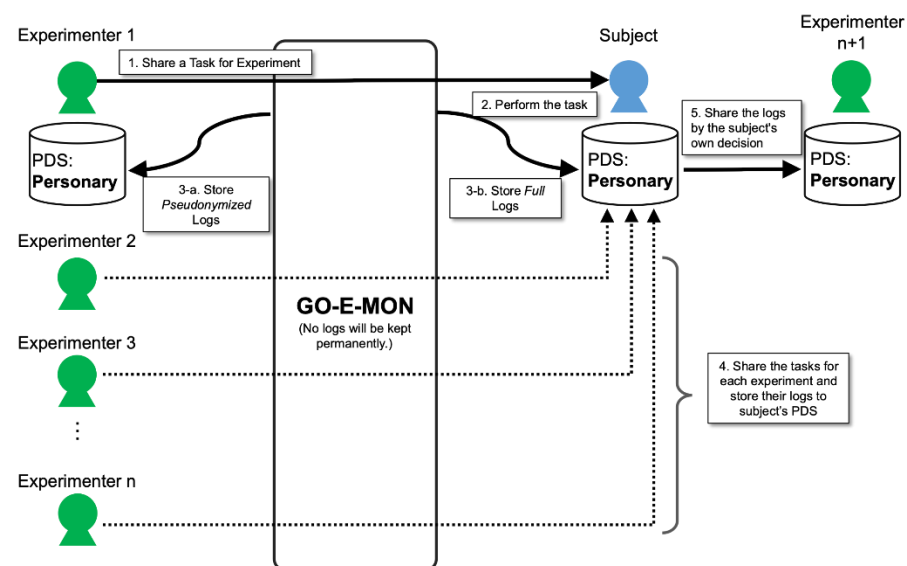 Experimenter 1
Subject
Experimenter
n+1
1. Share a Task for Experiment
2. Perform the task
5. Share the logs
by the subject's
own decision
PDS:
Personary
3-a. Store
Pseudonymized
Logs
3-b. Store Full
Logs
PDS:
Personary
PDS:
Personary
Experimenter 2
GO-E-MON
(No logs will be kept
permanently.)
Experimenter 3
...
4. Share the tasks for
each experiment and
store their logs to
subject's PDS
Experimenter n